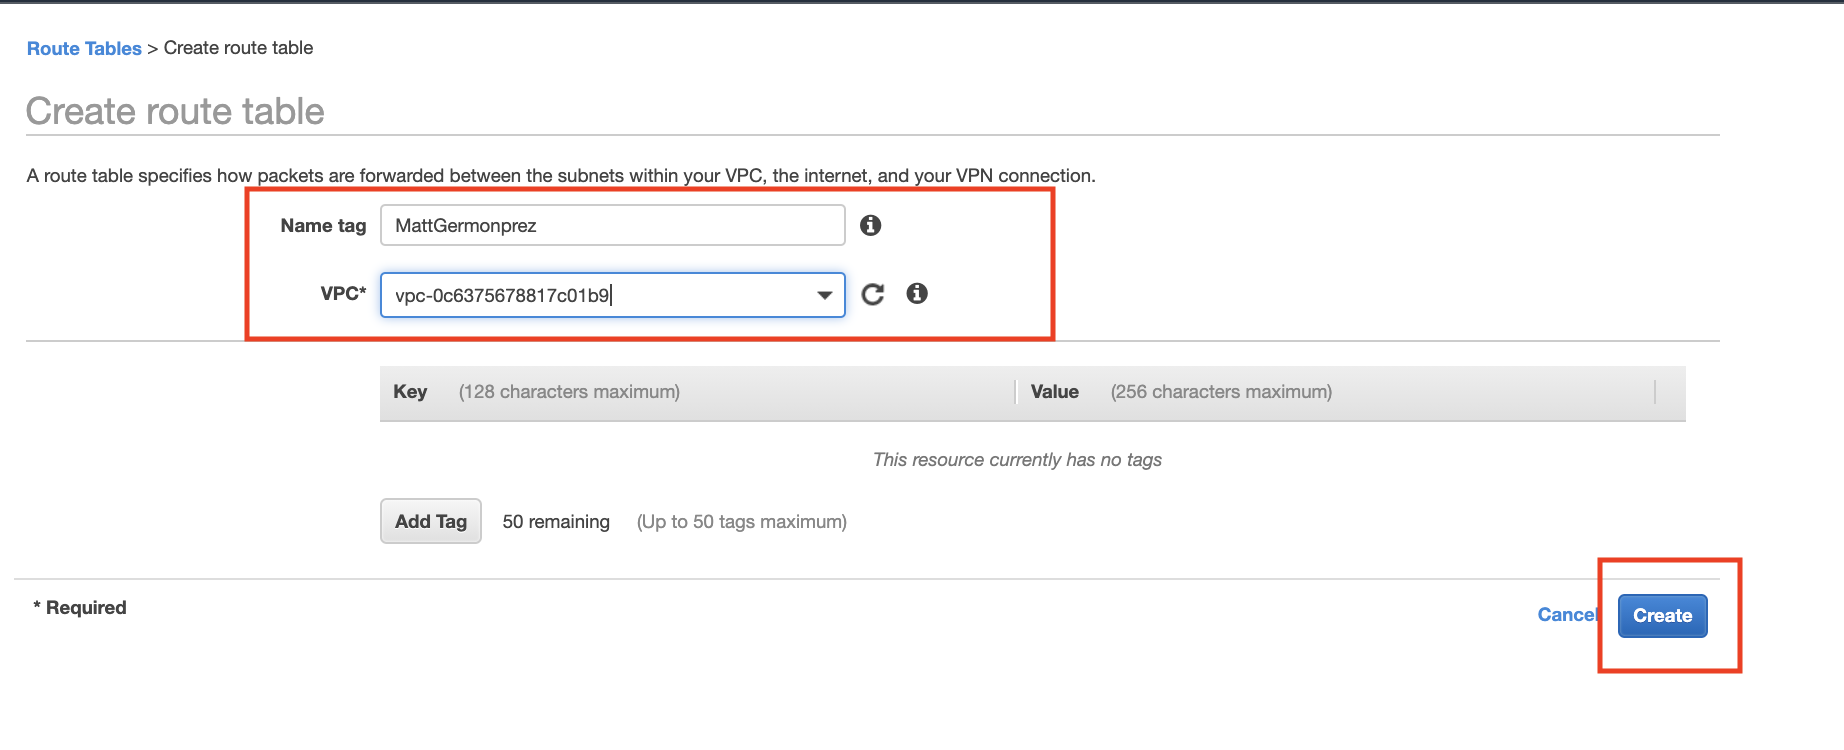 Route Tables > Create route table
Create route table
A route table specifies how packets are forwarded between the subnets within your VPC, the internet, and your VPN connection.
Name tag MattGermonprez
VPC* vpc-0c6375678817c01b9
Key (128 characters maximum) Value (256 characters maximum)
This resource currently has no tags
Add Tag 50 remaining (Up to 50 tags maximum)
* Required
Cancel Create